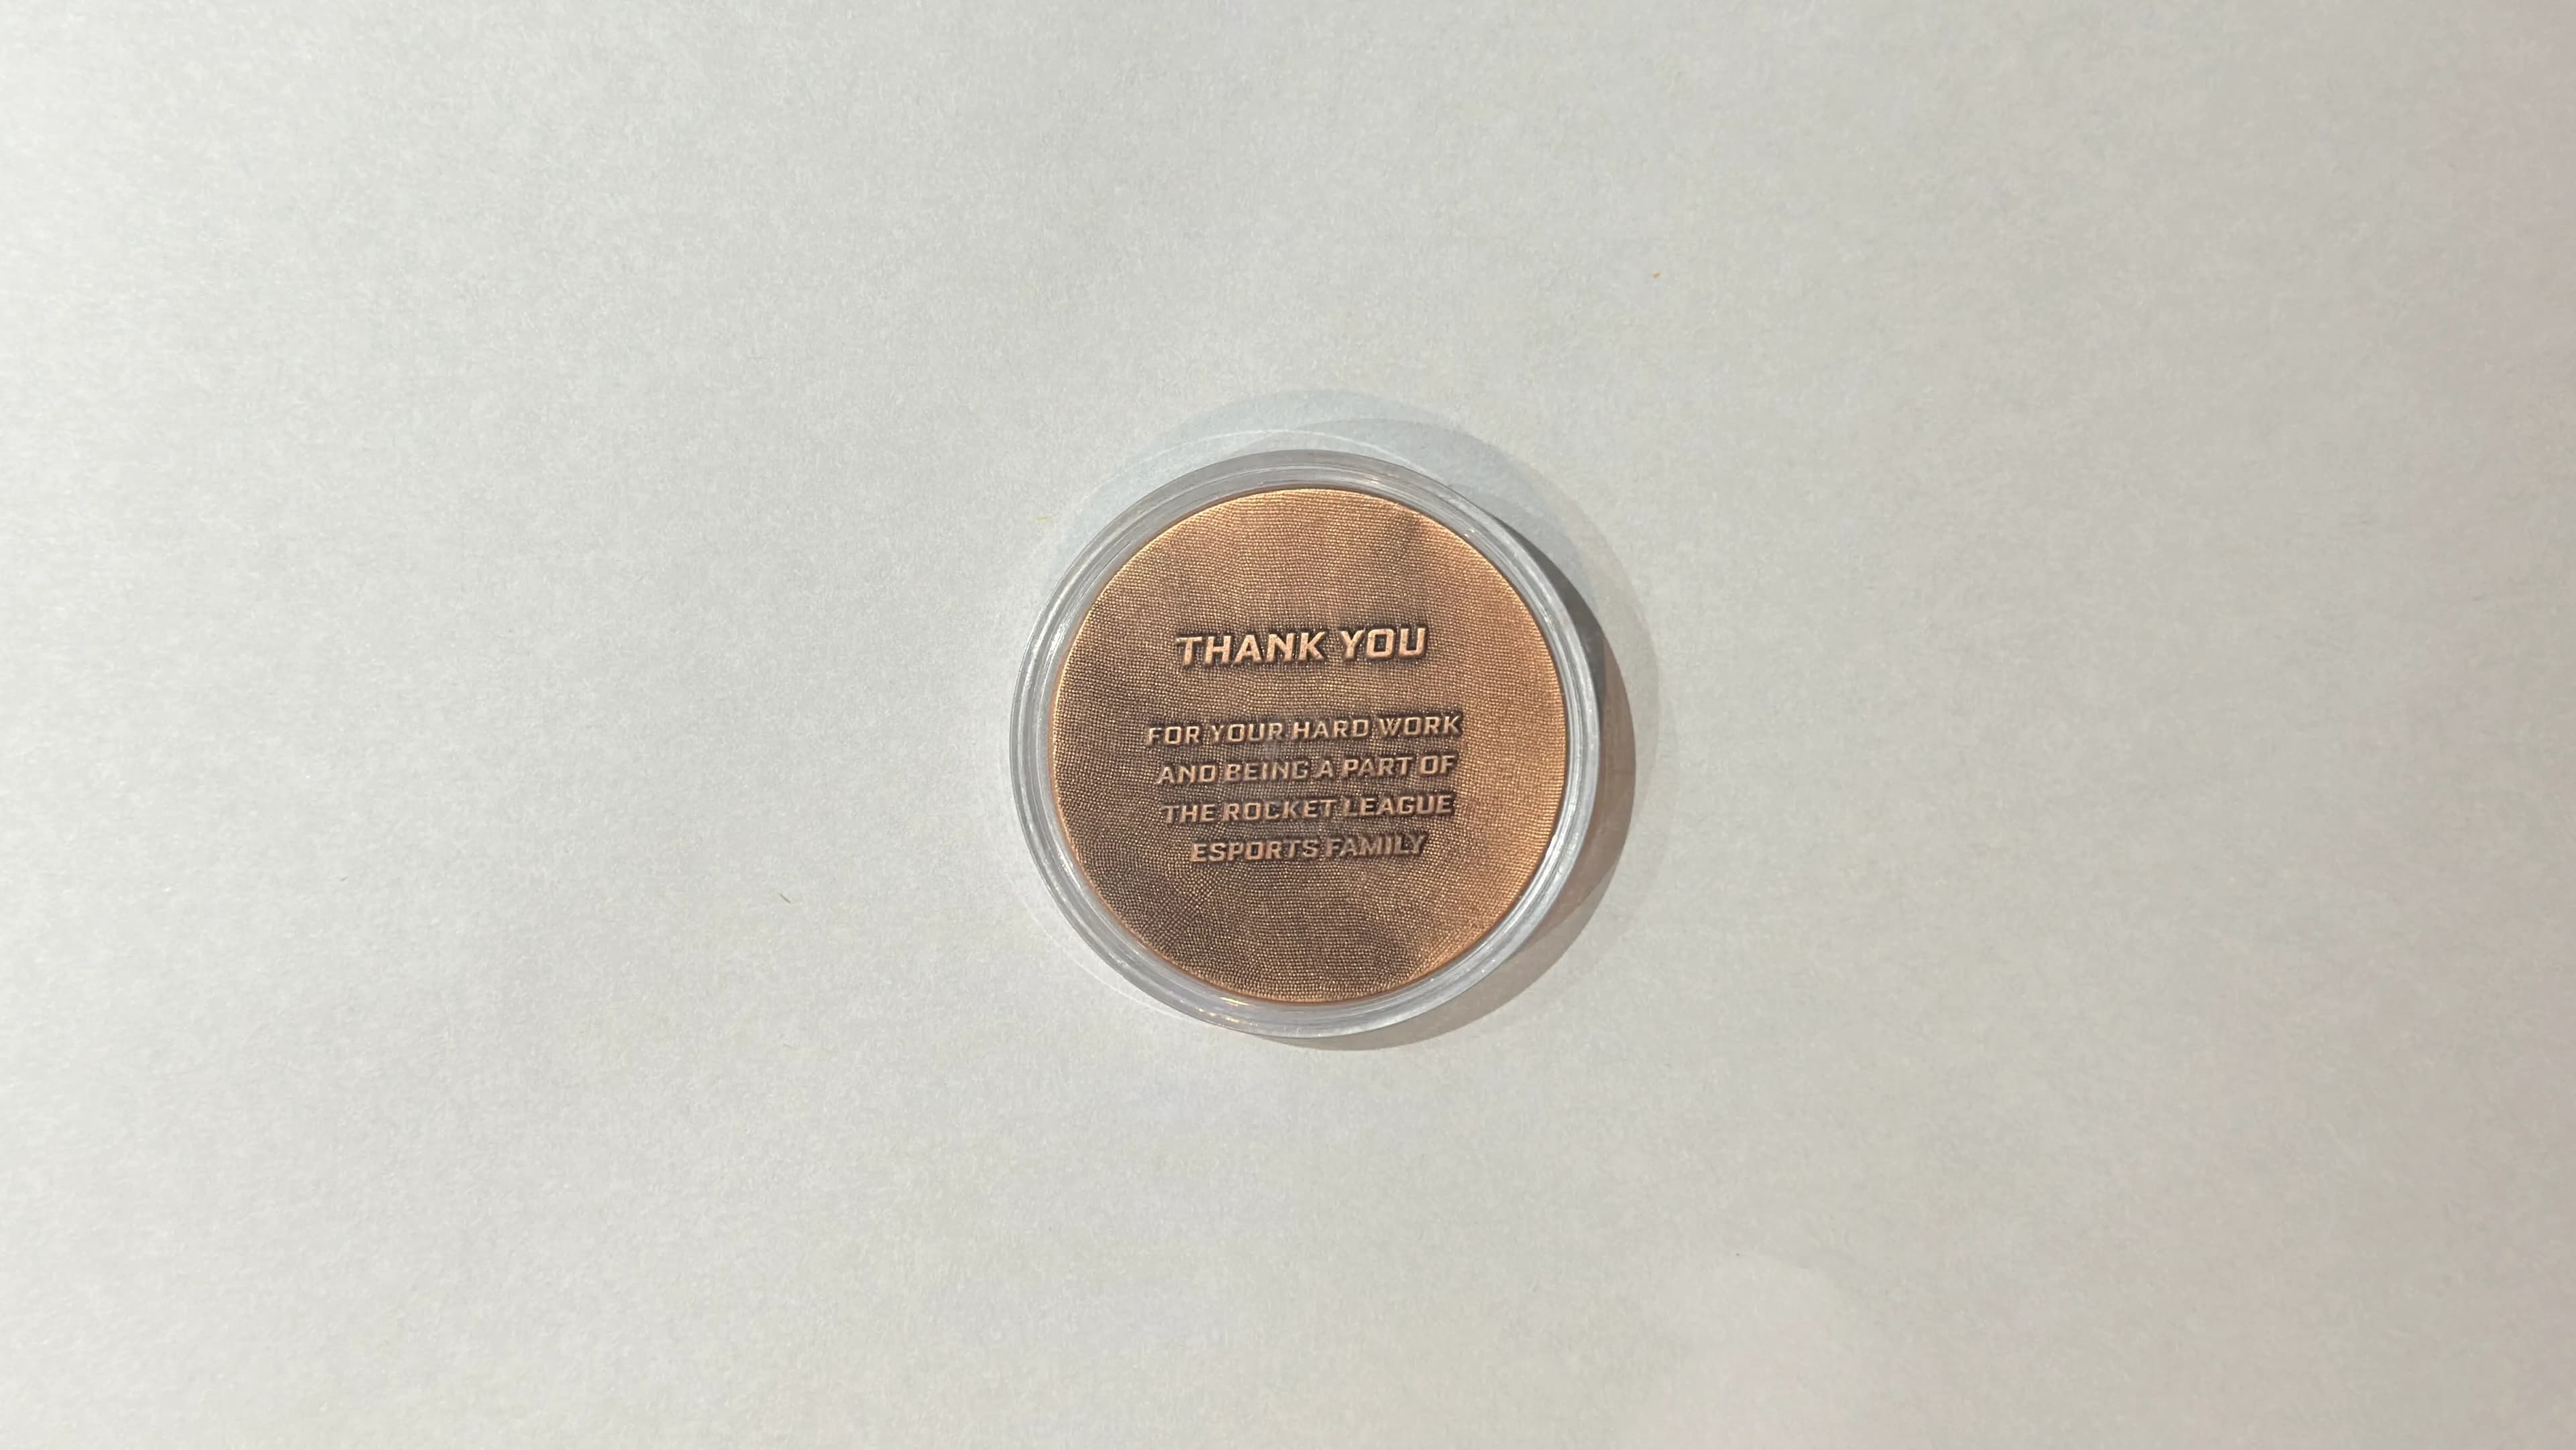 THANK YOU
FOR YOUR HARD WORK
AND BEING A PART OF
THE ROCKET LEAGUE
ESPORTS FAMILY